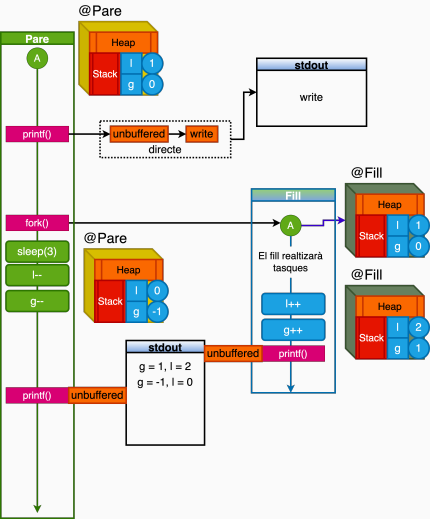 @Pare
Pare
A
Heap
Stack
l
1
g
0
stdout
write
printf()
unbuffered
write
directe
@Fill
Fill
Heap
Stack
l
1
g
0
fork()
A
@Pare
sleep(3)
El fill realtizarà
tasques
l--
Heap
Stack
l
0
g
-1
g--
@Fill
l++
Heap
Stack
l
2
g
1
g++
stdout
unbuffered
printf()
g = 1, l = 2
g = -1, l = 0
printf()
unbuffered